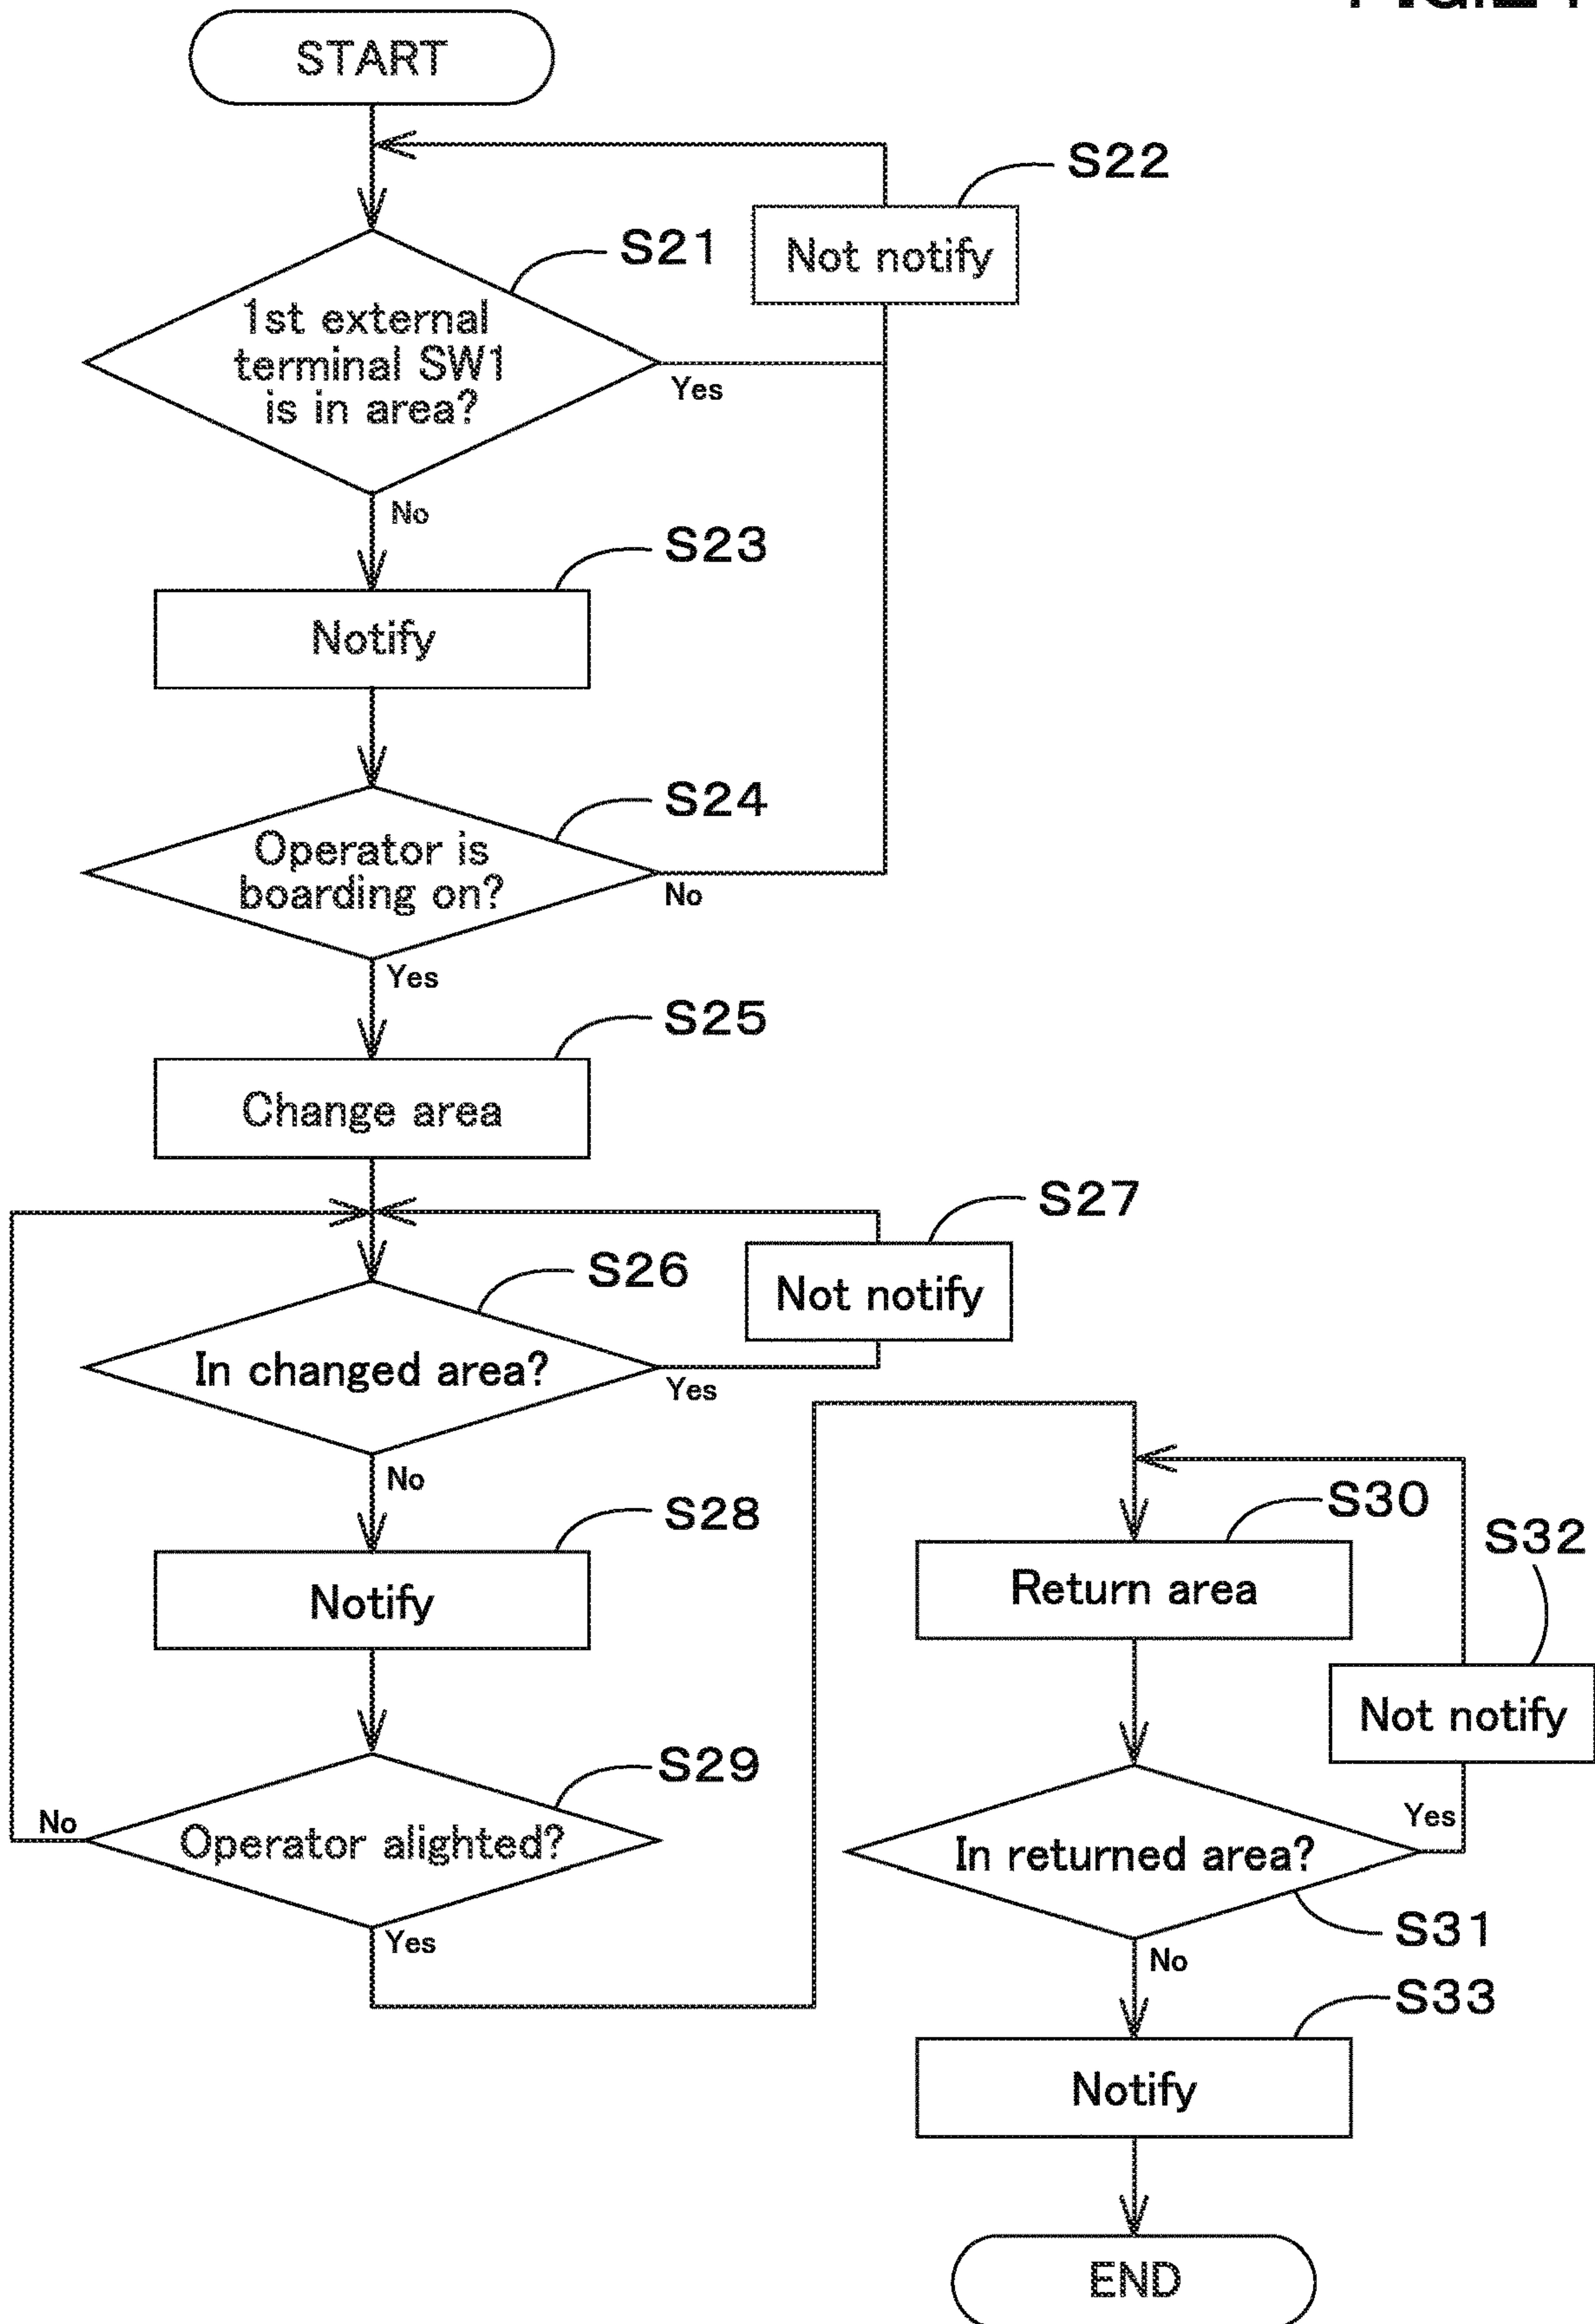 START
S22
Not notify
S21
1st external
terminal SW1
is in area?
Yes
No
S23
Notify
S24
Operator is
boarding on?
No
Yes
S25
Change area
S27
Not notify
S26
In changed area?
Yes
No
S28
Notify
S29
Operator alighted?
No
Yes
S30
Return area
S32
Not notify
Yes
In returned area?
S31
No
S33
Notify
END